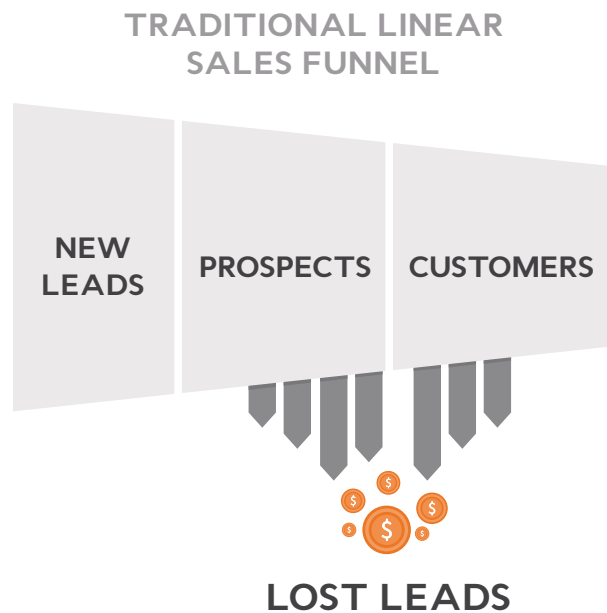 TRADITIONAL LINEAR
SALES FUNNEL
NEW
LEADS
PROSPECTS
CUSTOMERS
$
$
$
$
$
$
LOST LEADS